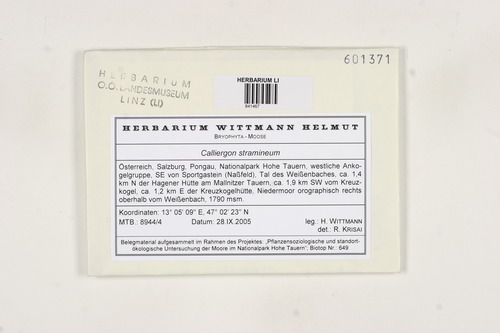 601371
HERBARIUM
O.Ö. LANDESMUSEUM
LINZ (LI)
HERBARIUM LI
841467
HERBARIUM WITTMANN HELMUT
BRYOPHYTA - MOOSE
Calliergon stramineum
Österreich, Salzburg, Pongau, Nationalpark Hohe Tauern, westliche Anko-
gelgruppe, SE von Sportgastein (Naßfeld), Tal des Weißenbaches, ca. 1,4
km N der Hagener Hütte am Mallnitzer Tauern, ca. 1,9 km SW vom Kreuz-
kogel, ca. 1,2 km E der Kreuzkogelhütte, Niedermoor orographisch rechts
oberhalb vom Weißenbach, 1790 msm.
Koordinaten: 13° 05' 09'' E, 47° 02' 23'' N
MTB.: 8944/4 Datum: 28.IX.2005
leg.: H. WITTMANN
det.: R. KRISAI
Belegmaterial aufgesammelt im Rahmen des Projektes: „Pflanzensoziologische und standort-
ökologische Untersuchung der Moore im Nationalpark Hohe Tauern"; Biotop Nr.: 649